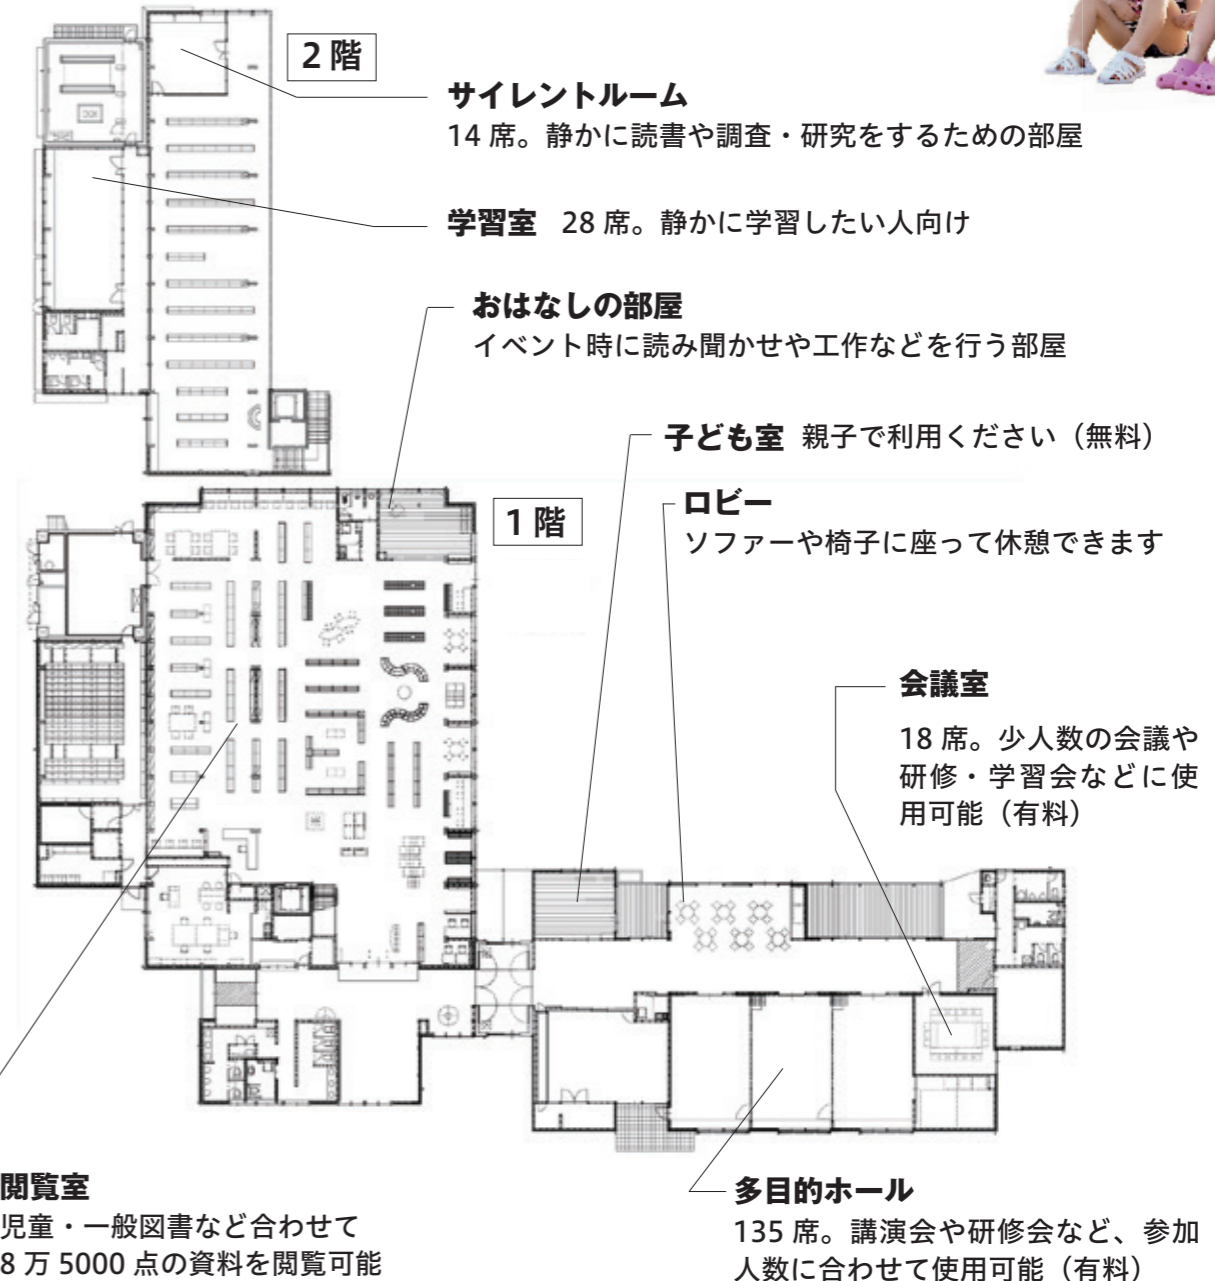 2階
サイレントルーム
14 席。静かに読書や調査・研究をするための部屋
学習室 28 席。静かに学習したい人向け
おはなしの部屋
イベント時に読み聞かせや工作などを行う部屋
子ども室 親子で利用ください(無料)
1階
ロビー
ソファーや椅子に座って休憩できます
会議室
18 席。少人数の会議や
研修・学習会などに使
用可能(有料)
閲覧室
児童・一般図書など合わせて
8 万 5000 点の資料を閲覧可能
多目的ホール
135 席。講演会や研修会など、参加
人数に合わせて使用可能(有料)